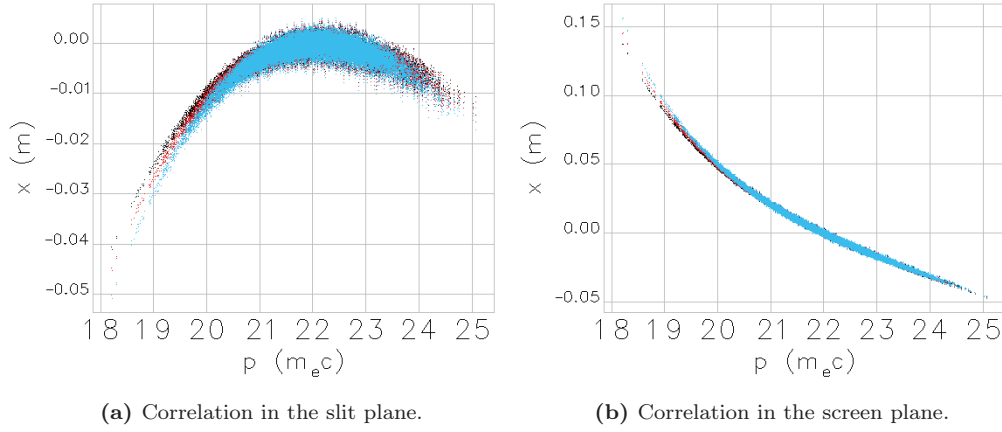 0.00
-0.01
-0.02
-0.03
-0.04
-0.05
x (m)
18 19 20 21 22 23 24 25
p (m_e c)
(a) Correlation in the slit plane.
0.15
0.10
0.05
0.00
-0.05
x (m)
18 19 20 21 22 23 24 25
p (m_e c)
(b) Correlation in the screen plane.